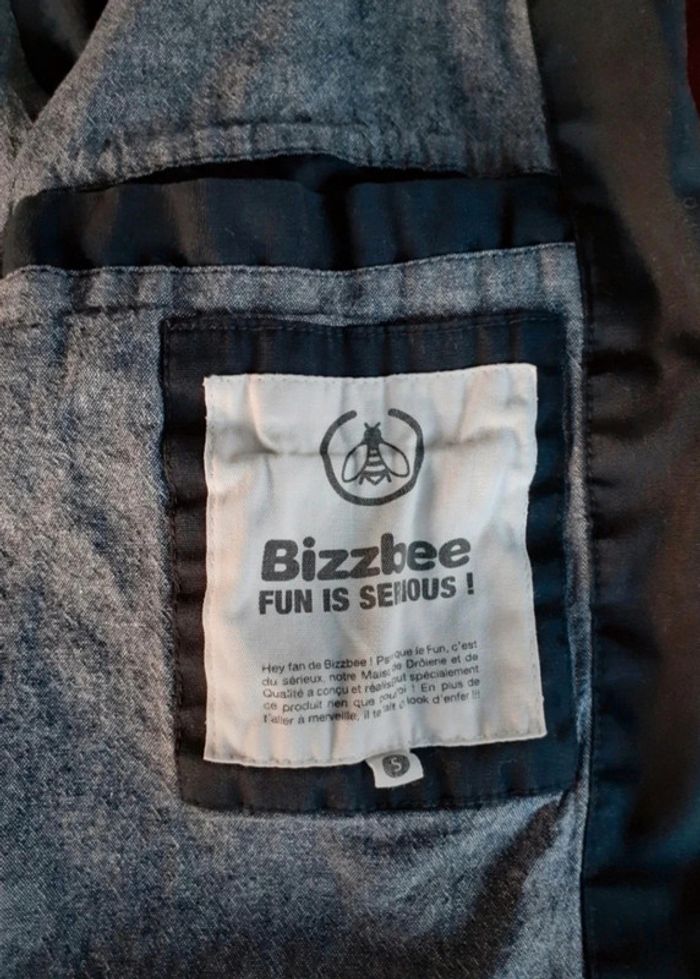 Bizzbee
FUN IS SERIOUS !
Hey fan de Bizzbee ! Parce que le Fun, c'est
du sérieux, notre Maison de Drôlerie et de
Qualité a conçu et réalisé tout spécialement
ce produit rien que pour toi ! En plus de
t'aller à merveille, il te fait look d'enfer !!!
S